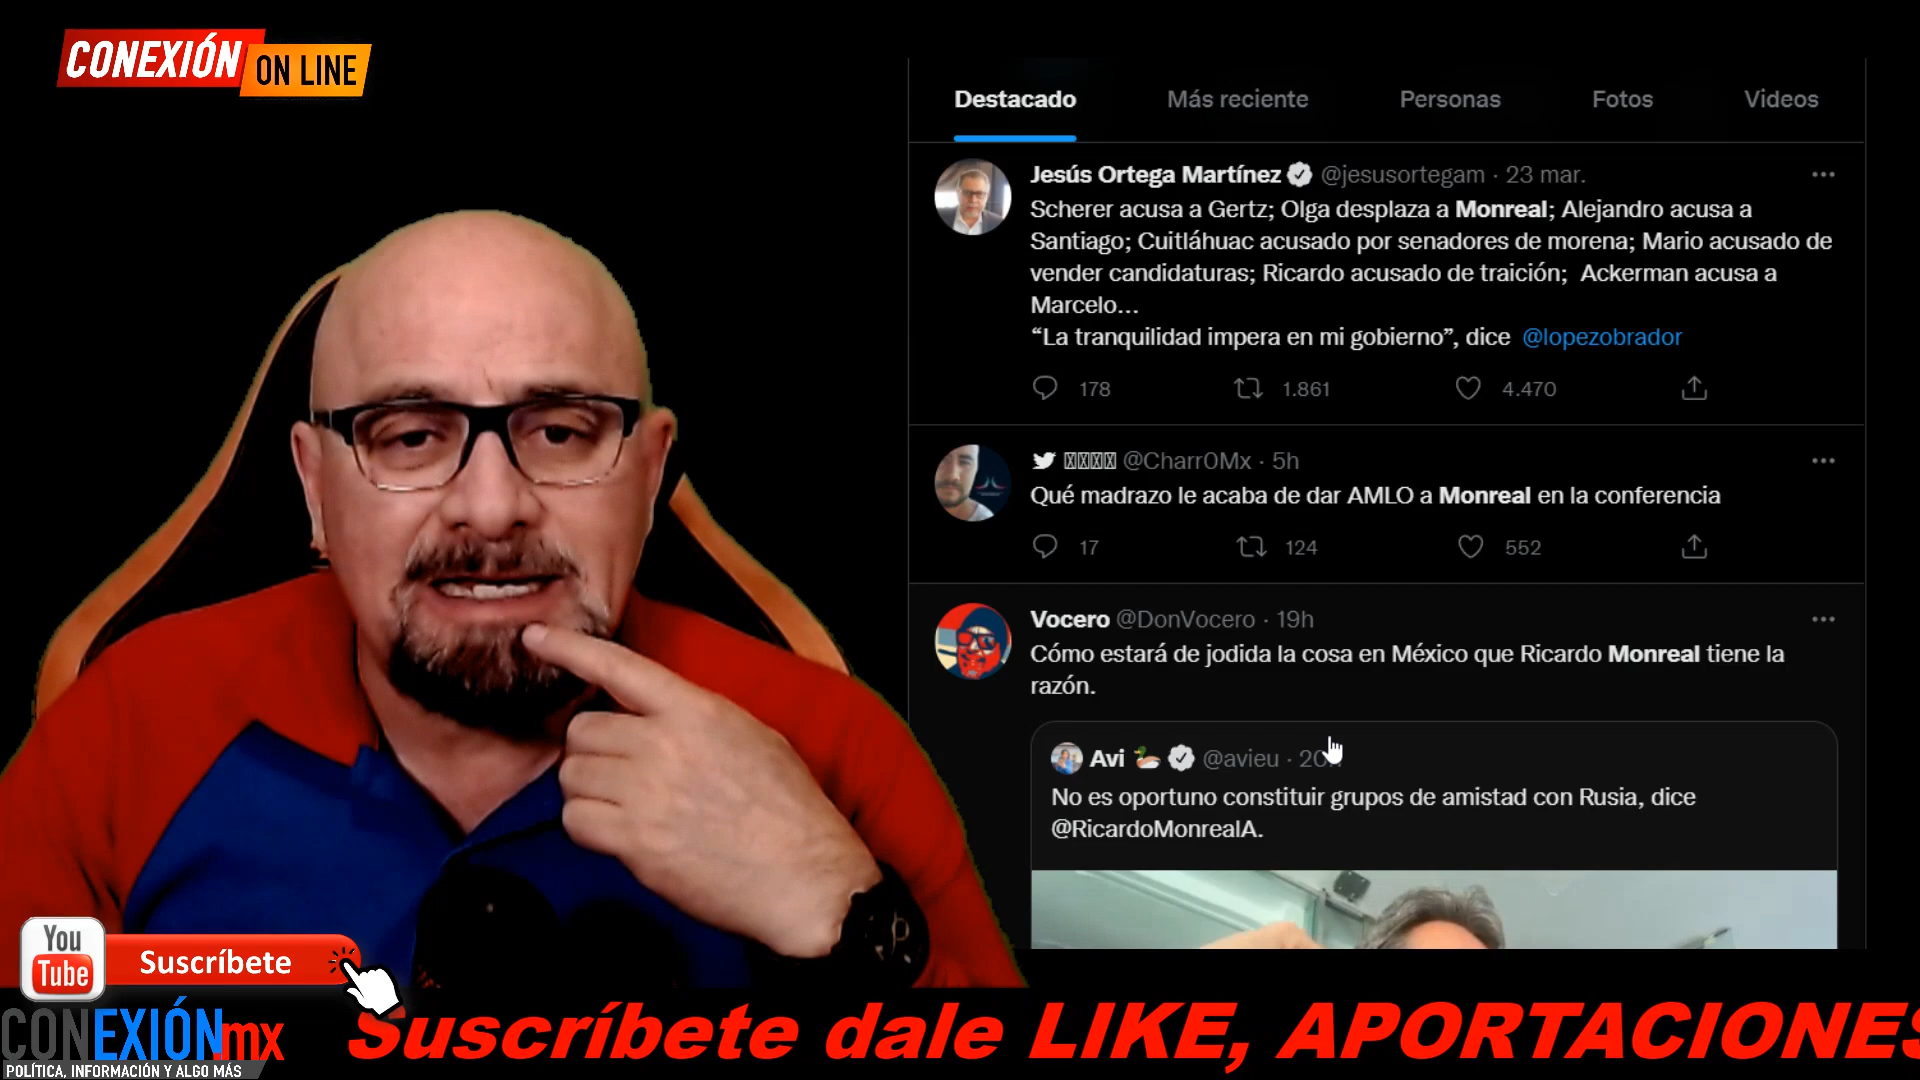 CONEXIÓN
ON LINE
Destacado Más reciente Personas Fotos Videos
Jesús Ortega Martínez @jesusortegam · 23 mar.
Scherer acusa a Gertz; Olga desplaza a Monreal; Alejandro acusa a
Santiago; Cuitláhuac acusado por senadores de morena; Mario acusado de
vender candidaturas; Ricardo acusado de traición; Ackerman acusa a
Marcelo...
“La tranquilidad impera en mi gobierno”, dice @lopezobrador
178 1.861 4.470
@Charr0Mx · 5h
Qué madrazo le acaba de dar AMLO a Monreal en la conferencia
17 124 552
Vocero @DonVocero · 19h
Cómo estará de jodida la cosa en México que Ricardo Monreal tiene la
razón.
Avi @avieu ·
No es oportuno constituir grupos de amistad con Rusia, dice
@RicardoMonrealA.
You
Tube
Suscríbete
CONEXIÓNmx
POLÍTICA, INFORMACIÓN Y ALGO MÁS
Suscríbete dale LIKE, APORTACIONES